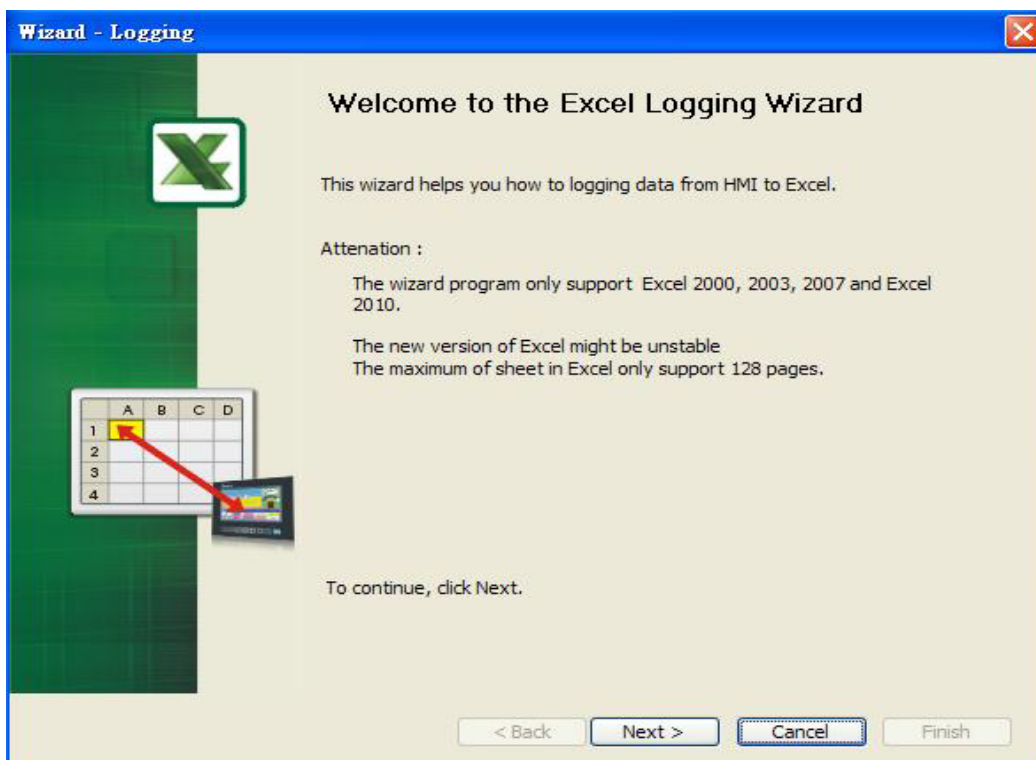 Wizard - Logging
Welcome to the Excel Logging Wizard
This wizard helps you how to logging data from HMI to Excel.
Attenation :
The wizard program only support Excel 2000, 2003, 2007 and Excel
2010.
The new version of Excel might be unstable
The maximum of sheet in Excel only support 128 pages.
A B C D
1
2
3
4
To continue, click Next.
< Back Next > Cancel Finish